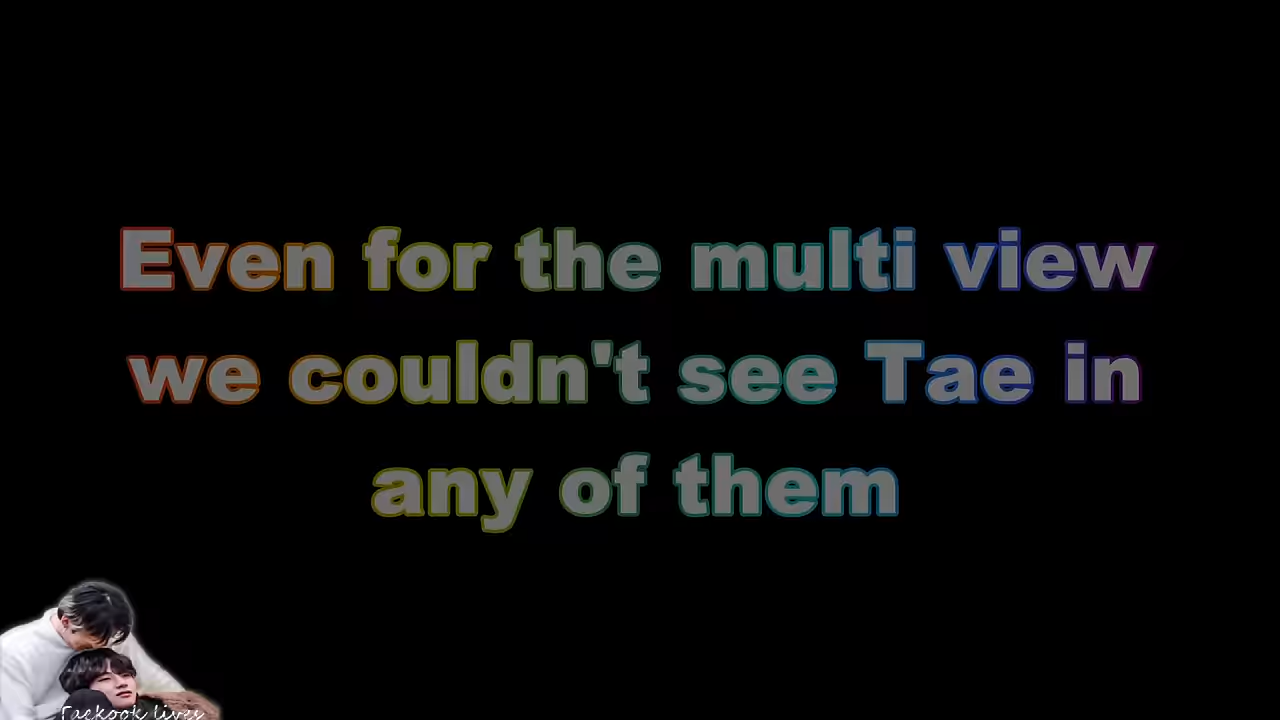 Even for the multi view
we couldn't see Tae in
any of them
Taekook lives